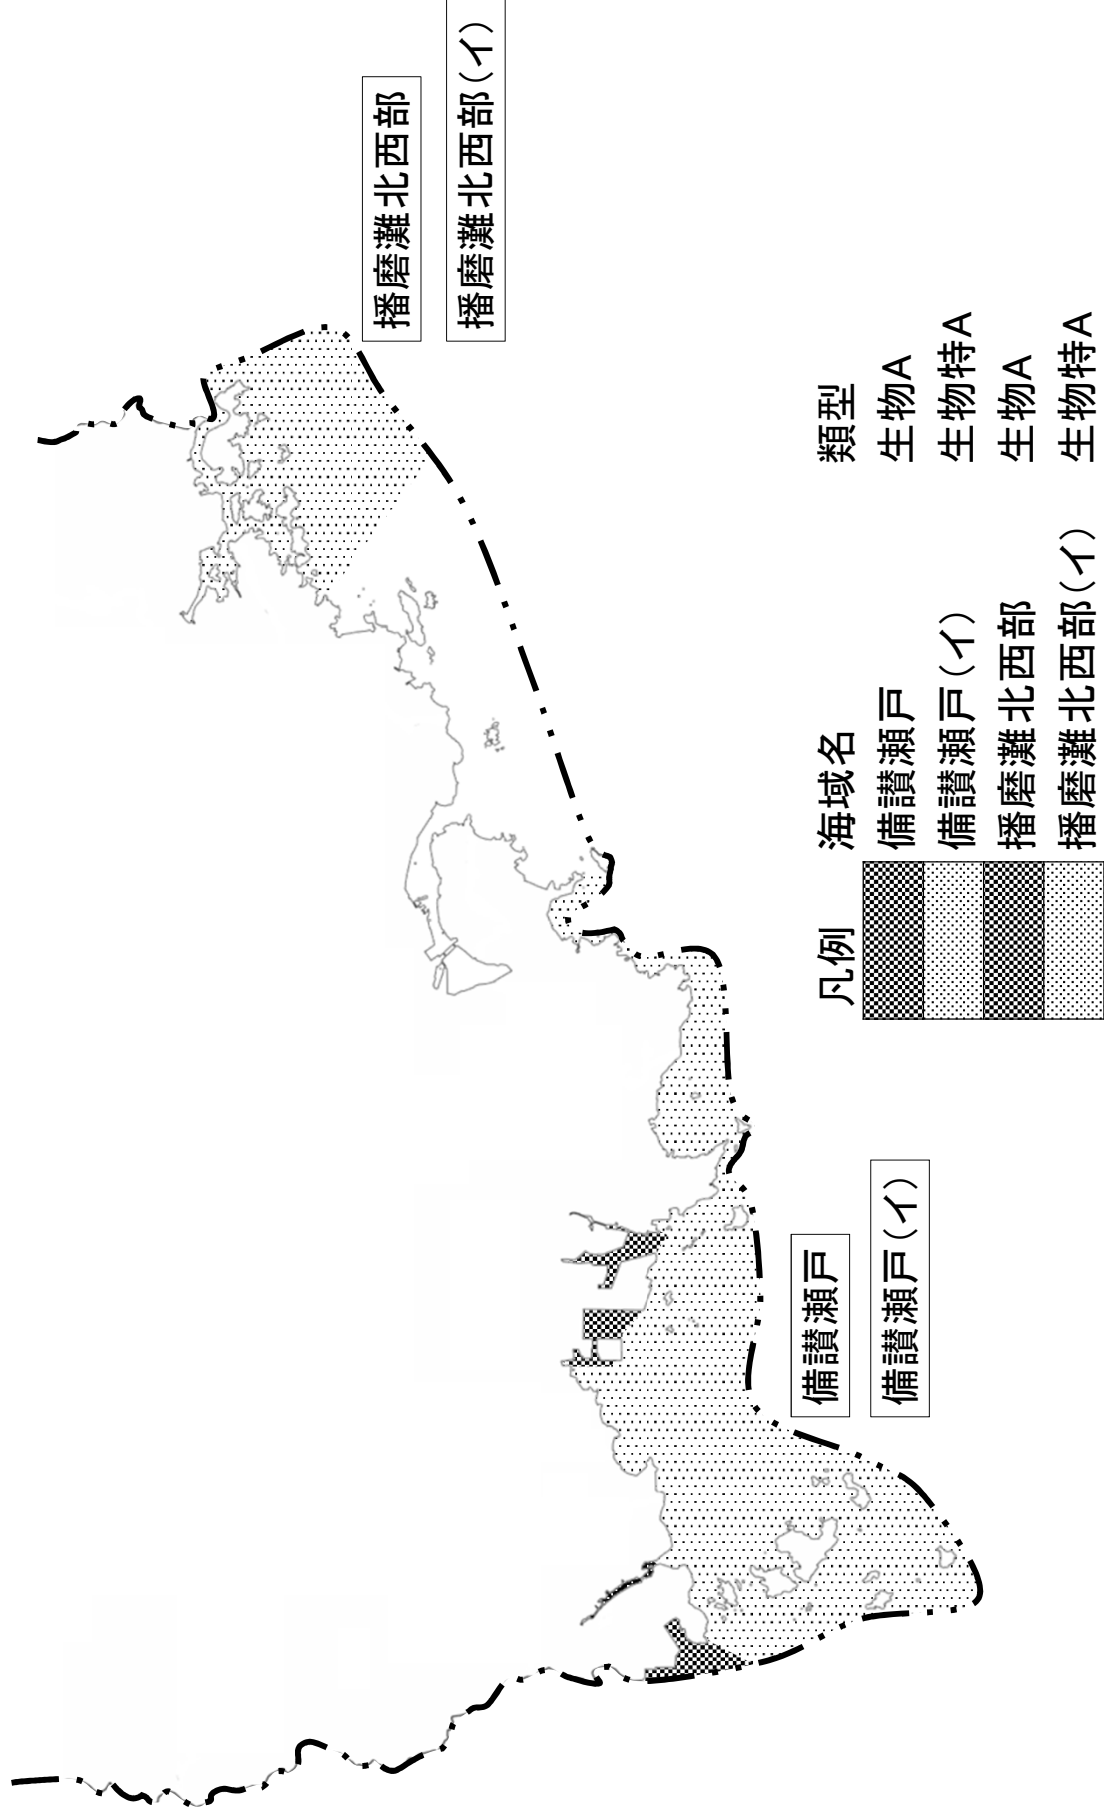 播磨灘北西部
播磨灘北西部(イ)
備讃瀬戸
備讃瀬戸(イ)
凡例 海域名 類型
備讃瀬戸 生物A
備讃瀬戸(イ) 生物特A
播磨灘北西部 生物A
播磨灘北西部(イ) 生物特A